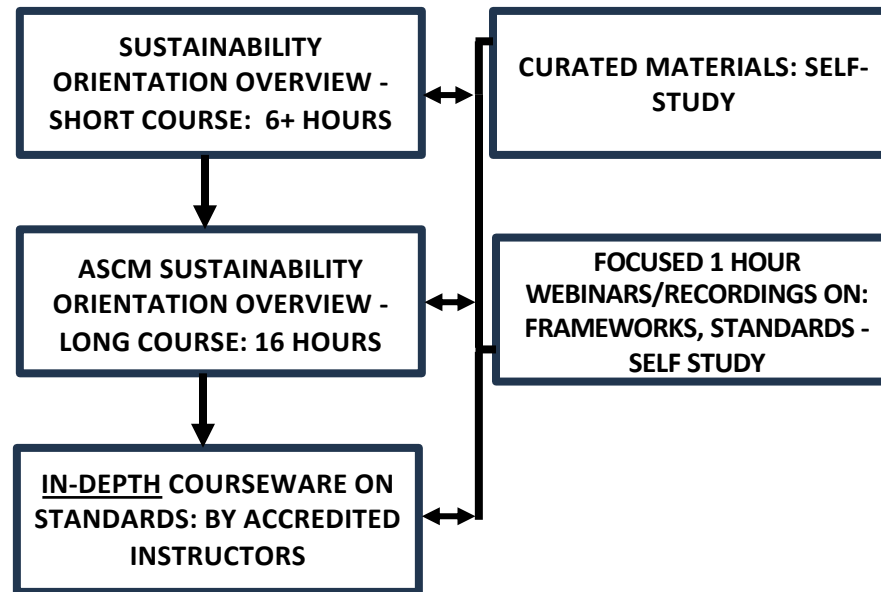 SUSTAINABILITY
ORIENTATION OVERVIEW -
SHORT COURSE: 6+ HOURS
CURATED MATERIALS: SELF-
STUDY
ASCM SUSTAINABILITY
ORIENTATION OVERVIEW -
LONG COURSE: 16 HOURS
FOCUSED 1 HOUR
WEBINARS/RECORDINGS ON:
FRAMEWORKS, STANDARDS -
SELF STUDY
IN-DEPTH COURSEWARE ON
STANDARDS: BY ACCREDITED
INSTRUCTORS